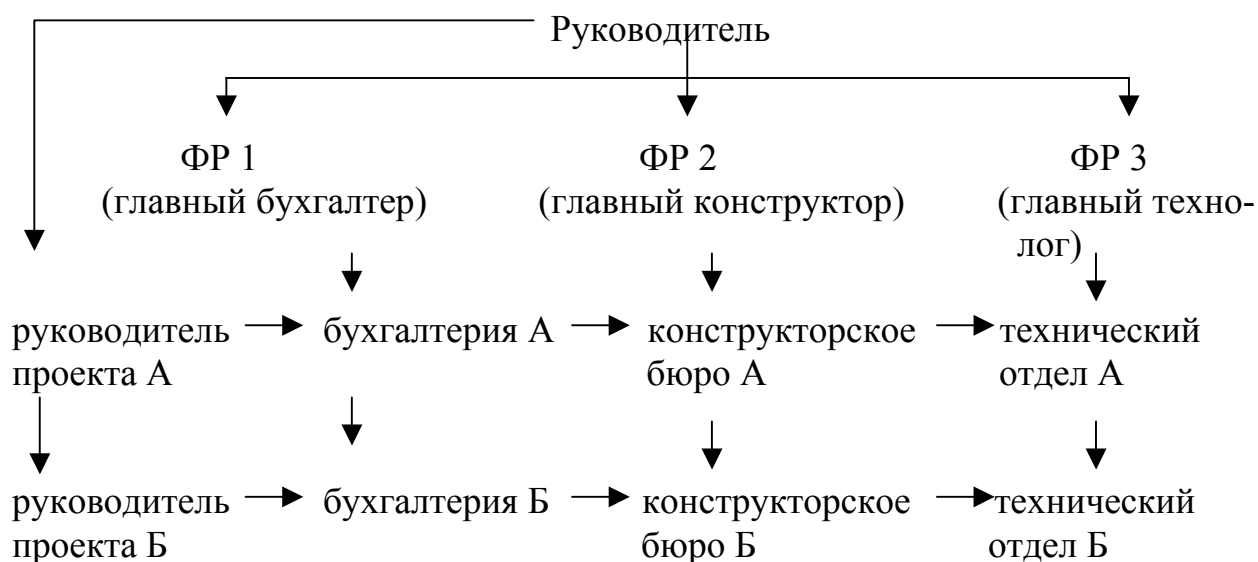 Руководитель
ФР 1 ФР 2 ФР 3
(главный бухгалтер) (главный конструктор) (главный техно-
лог)
руководитель бухгалтерия А конструкторское технический
проекта А бюро А отдел А
руководитель бухгалтерия Б конструкторское технический
проекта Б бюро Б отдел Б